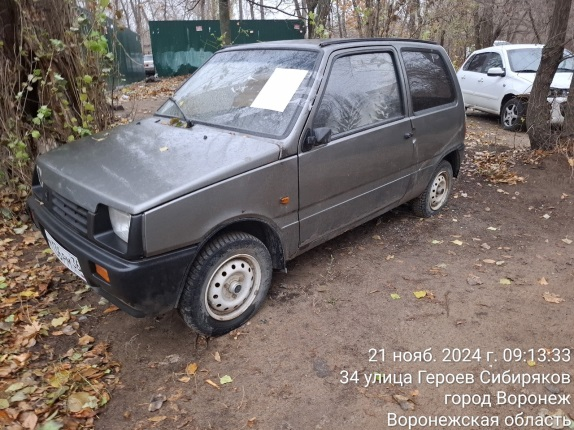 21 нояб. 2024 г. 09:13:33
34 улица Героев Сибиряков
город Воронеж
Воронежская область